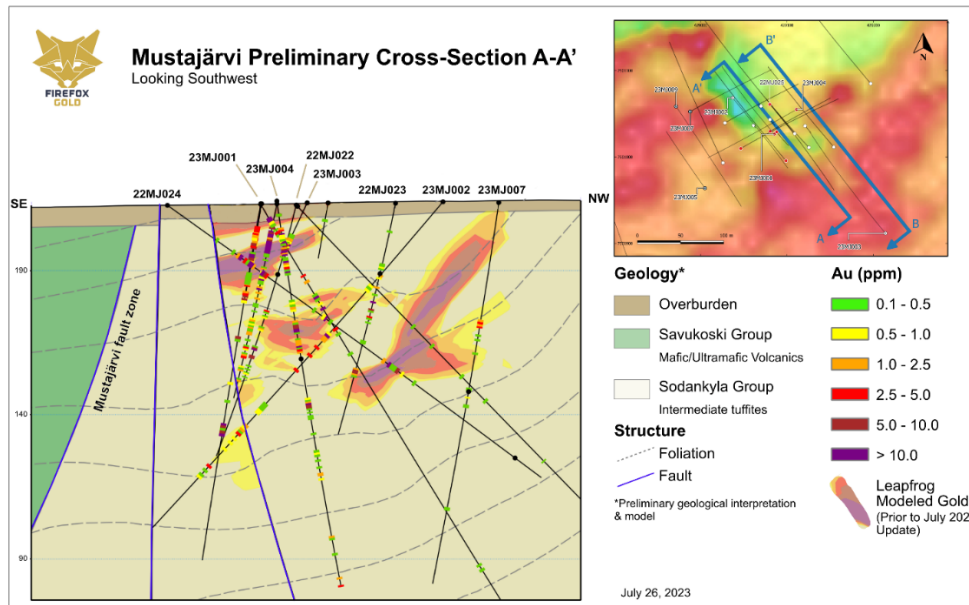 FIREFOX
GOLD
Mustajärvi Preliminary Cross-Section A-A'
Looking Southwest
23MJ001
23MJ004
22MJ022
23MJ003
22MJ024
22MJ023
23MJ002
23MJ007
SE
NW
190
140
90
Mustajärvi fault zone
B'
A'
A
B
22MJ025
23MJ004
23MJ009
23MJ005
Geology*
Overburden
Savukoski Group
Mafic/Ultramafic Volcanics
Sodankyla Group
Intermediate tuffites
Structure
Foliation
Fault
*Preliminary geological interpretation
& model
Au (ppm)
0.1 - 0.5
0.5 - 1.0
1.0 - 2.5
2.5 - 5.0
5.0 - 10.0
> 10.0
Leapfrog
Modeled Gold
(Prior to July 202
Update)
July 26, 2023